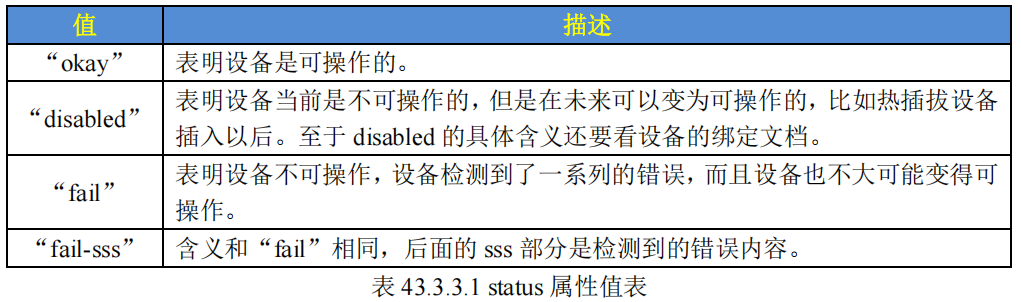 值 描述
“okay” 表明设备是可操作的。
“disabled” 表明设备当前是不可操作的，但是在未来可以变为可操作的，比如热插拔设备
插入以后。至于 disabled 的具体含义还要看设备的绑定文档。
“fail” 表明设备不可操作，设备检测到了一系列的错误，而且设备也不大可能变得可
操作。
“fail-sss” 含义和“fail”相同，后面的 sss 部分是检测到的错误内容。
表 43.3.3.1 status 属性值表